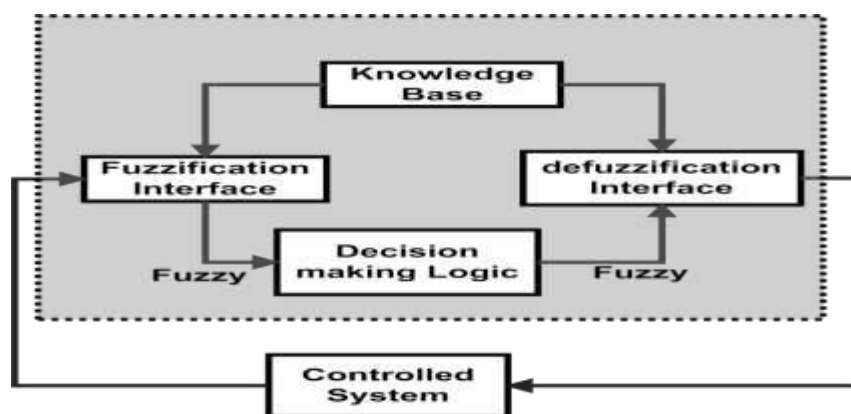 Knowledge
Base
Fuzzification
Interface
defuzzification
Interface
Decision
making Logic
Fuzzy
Fuzzy
Controlled
System